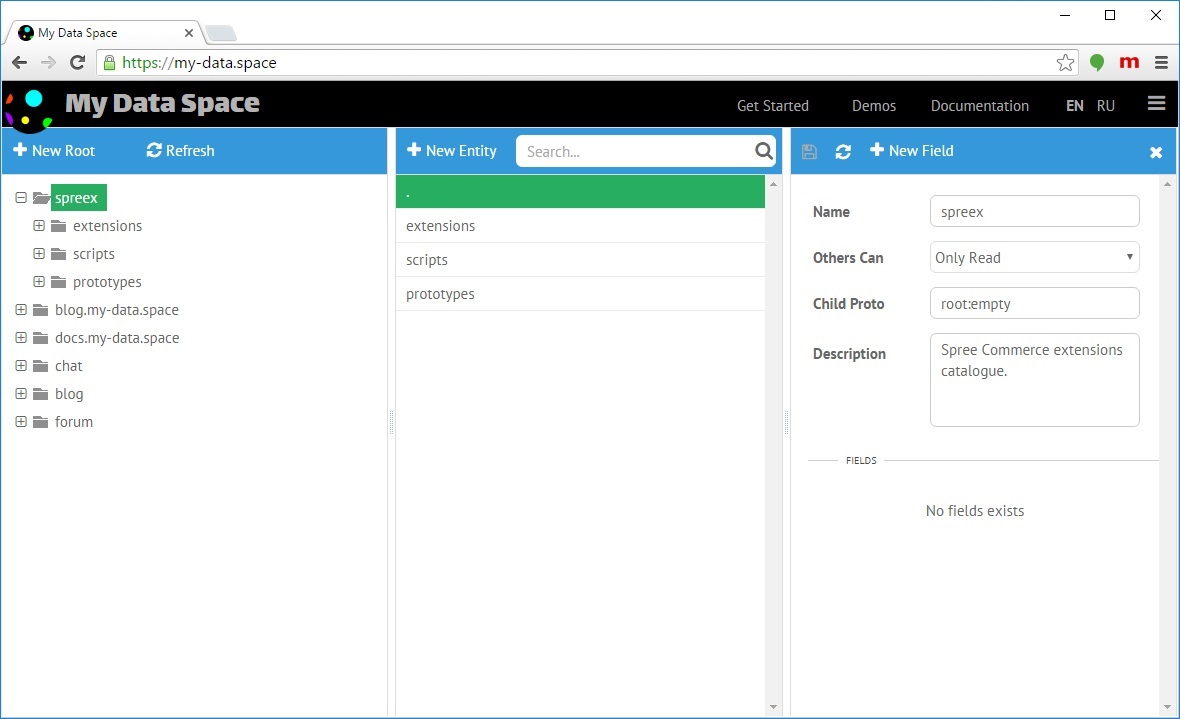 My Data Space
https://my-data.space
My Data Space
Get Started
Demos
Documentation
EN
RU
New Root
Refresh
New Entity
Search...
New Field
spreex
extensions
scripts
prototypes
blog.my-data.space
docs.my-data.space
chat
blog
forum
.
extensions
scripts
prototypes
Name
spreex
Others Can
Only Read
Child Proto
root:empty
Description
Spree Commerce extensions
catalogue.
FIELDS
No fields exists